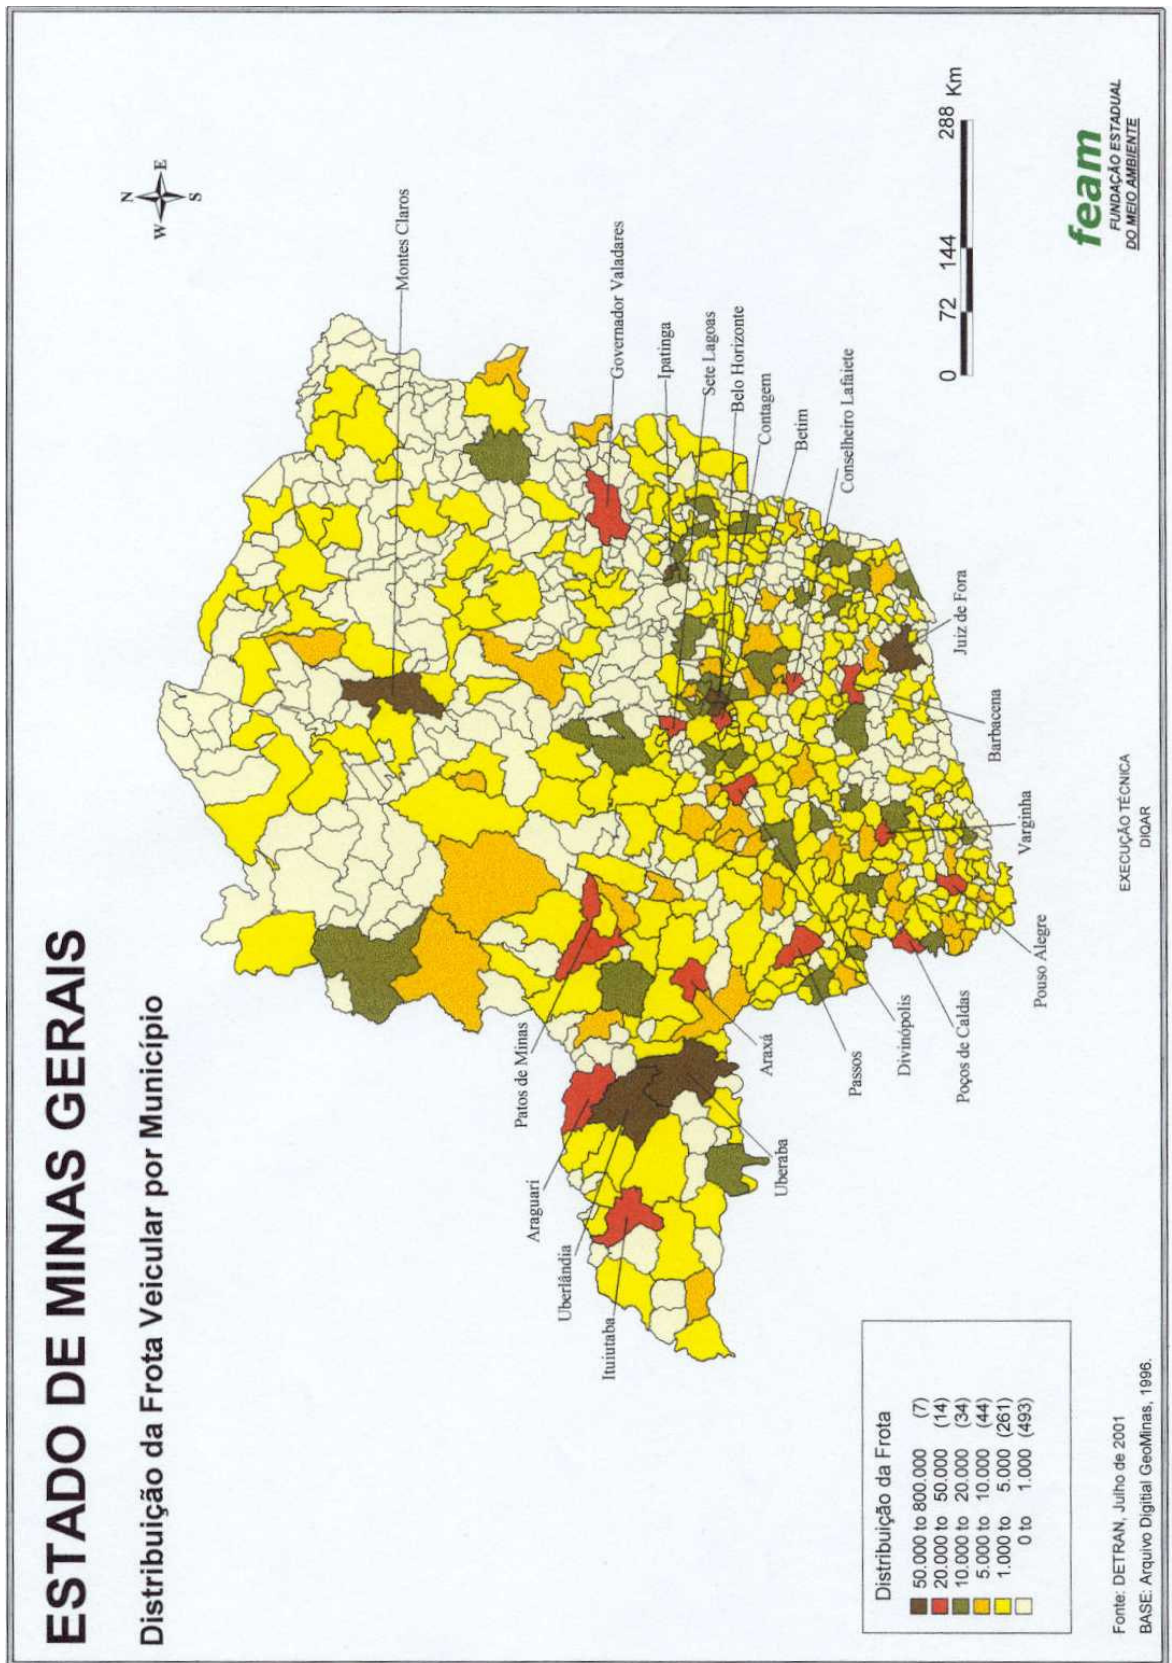 ESTADO DE MINAS GERAIS
Distribuição da Frota Veicular por Município
N
W
E
S
Montes Claros
Governador Valadares
Ipatinga
Sete Lagoas
Belo Horizonte
Contagem
Betim
Conselheiro Lafaiete
Juiz de Fora
Barbacena
Varginha
Pouso Alegre
Poços de Caldas
Divinópolis
Passos
Araxá
Patos de Minas
Uberaba
Araguari
Uberlândia
Ituiutaba
0 72 144 288 Km
Distribuição da Frota
50.000 to 800.000 (7)
20.000 to 50.000 (14)
10.000 to 20.000 (34)
5.000 to 10.000 (44)
1.000 to 5.000 (261)
0 to 1.000 (493)
Fonte: DETRAN, Julho de 2001
BASE: Arquivo Digitial GeoMinas, 1996.
EXECUÇÃO TÉCNICA
DIQAR
feam
FUNDAÇÃO ESTADUAL
DO MEIO AMBIENTE